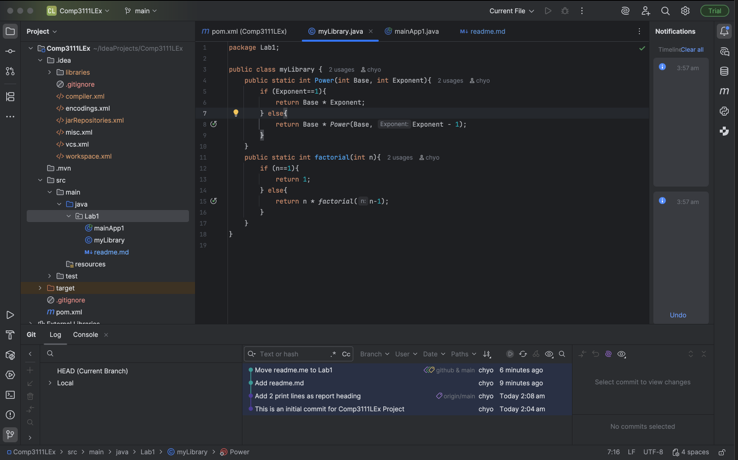 CL Comp3111LEx main Current File Trial
Project
pom.xml (Comp3111LEx) myLibrary.java mainApp1.java readme.md
Notifications
Comp3111LEx ~/IdeaProjects/Comp3111LEx
.idea
libraries
.gitignore
compiler.xml
encodings.xml
jarRepositories.xml
misc.xml
vcs.xml
workspace.xml
.mvn
src
main
java
Lab1
mainApp1
myLibrary
readme.md
resources
test
target
.gitignore
pom.xml
External Libraries
1 package Lab1;
2
3 public class myLibrary { 2 usages chyo
4 public static int Power(int Base, int Exponent){ 2 usages chyo
5 if (Exponent==1){
6 return Base * Exponent;
7 } else{
8 return Base * Power(Base, Exponent: Exponent - 1);
9 }
10 }
11 public static int factorial(int n){ 2 usages chyo
12 if (n==1){
13 return 1;
14 } else{
15 return n * factorial( n: n-1);
16 }
17 }
18 }
19
Timeline Clear all
3:57 am
3:57 am
Undo
Git Log Console
HEAD (Current Branch)
Local
Text or hash .* Cc Branch User Date Paths
Move readme.me to Lab1 github & main chyo 6 minutes ago
Add readme.md chyo 9 minutes ago
Add 2 print lines as report heading origin/main chyo Today 2:08 am
This is an initial commit for Comp3111LEx Project chyo Today 2:04 am
Select commit to view changes
No commits selected
Comp3111LEx > src > main > java > Lab1 > myLibrary > Power 7:16 LF UTF-8 4 spaces